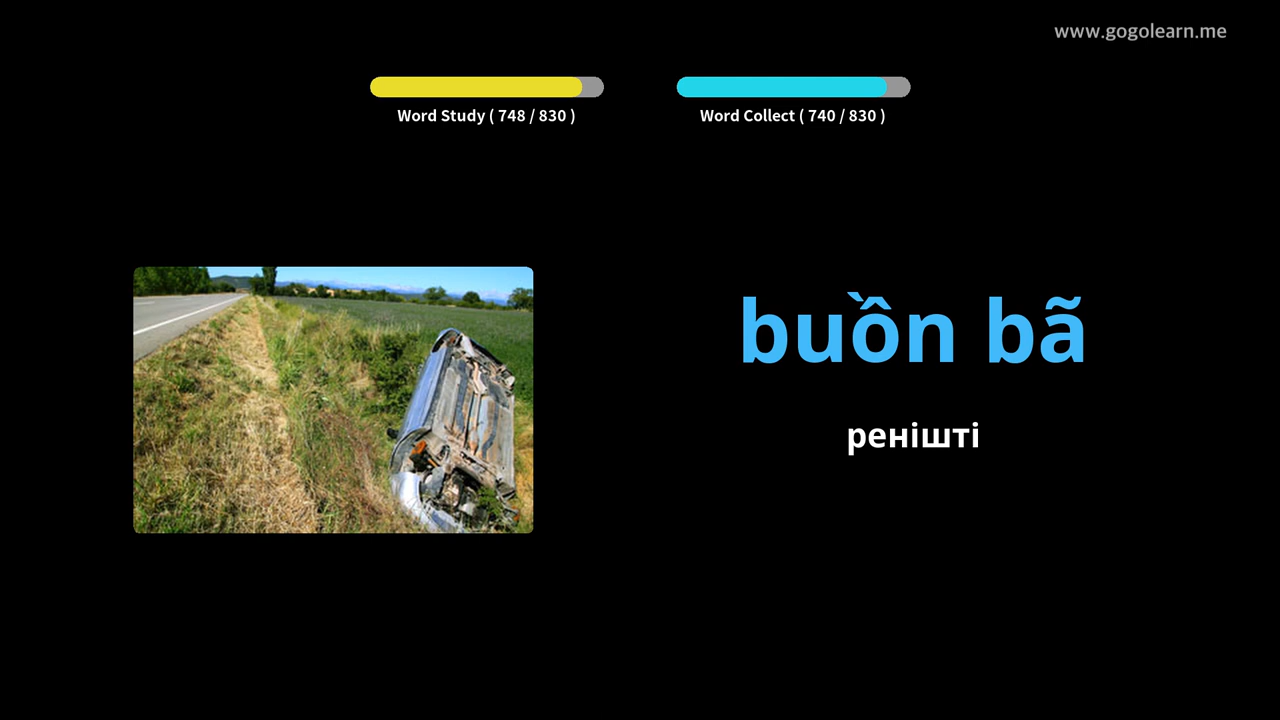 www.gogolearn.me
Word Study ( 748 / 830 )
Word Collect ( 740 / 830 )
buồn bã
ренішті